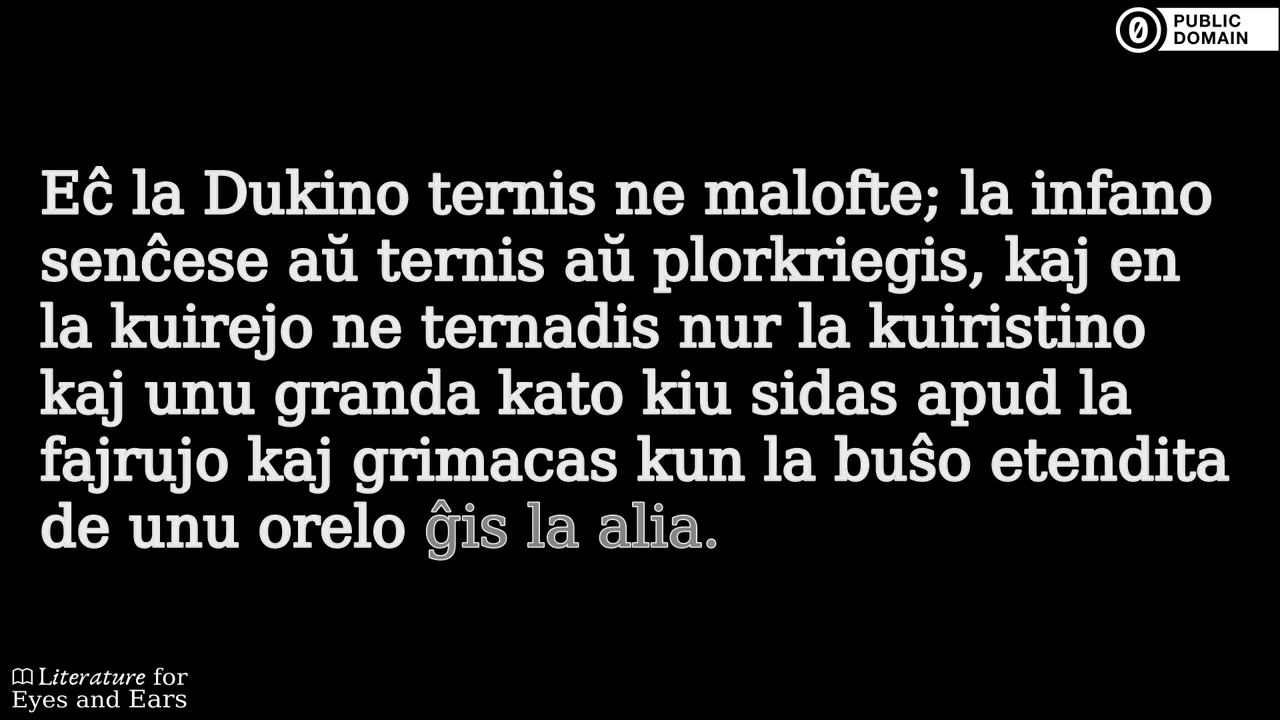 PUBLIC
DOMAIN
Eĉ la Dukino ternis ne malofte; la infano
senĉese aŭ ternis aŭ plorkriegis, kaj en
la kuirejo ne ternadis nur la kuiristino
kaj unu granda kato kiu sidas apud la
fajrujo kaj grimacas kun la buŝo etendita
de unu orelo ĝis la alia.
Literature for
Eyes and Ears